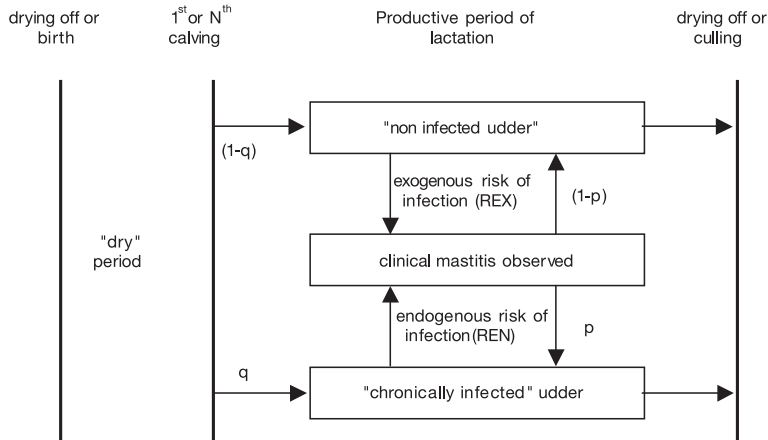 drying off or
birth
1st or Nth
calving
Productive period of
lactation
drying off or
culling
"non infected udder"
(1-q)
exogenous risk of
infection (REX)
(1-p)
"dry"
period
clinical mastitis observed
endogenous risk of
infection (REN)
p
q
"chronically infected" udder